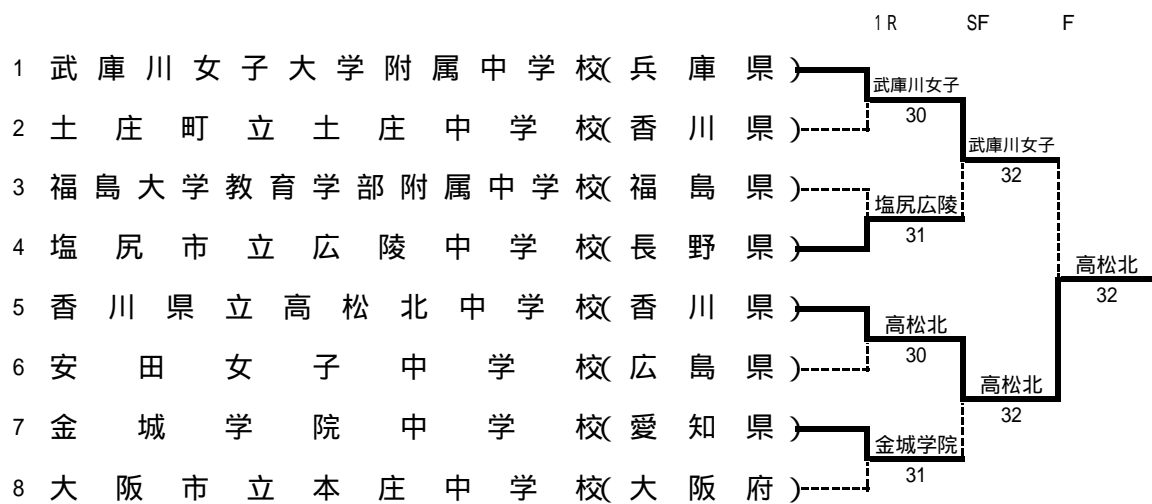 1R SF F
1 武庫川女子大学附属中学校(兵庫県)
武庫川女子
30
2 土庄町立土庄中学校(香川県)
武庫川女子
32
3 福島大学教育学部附属中学校(福島県)
塩尻広陵
31
4 塩尻市立広陵中学校(長野県)
高松北
32
5 香川県立高松北中学校(香川県)
高松北
30
6 安田女子中学校(広島県)
高松北
32
7 金城学院中学校(愛知県)
金城学院
31
8 大阪市立本庄中学校(大阪府)